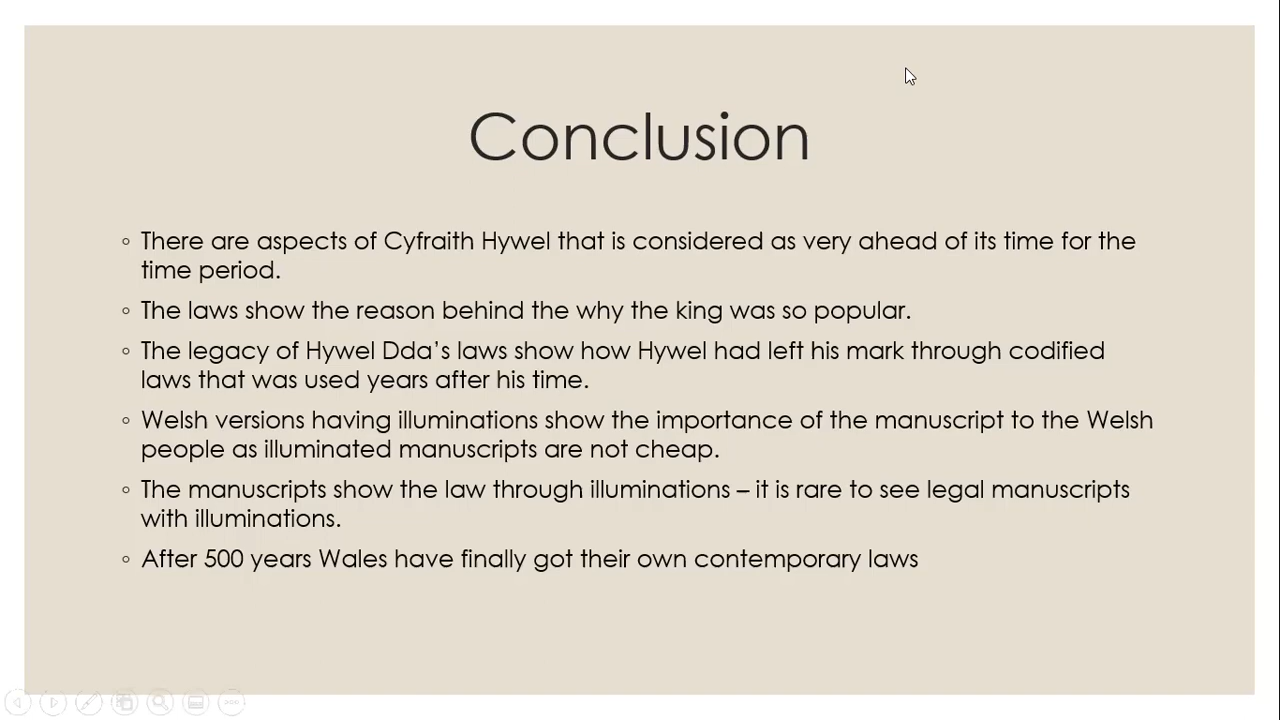 Conclusion
◦ There are aspects of Cyfraith Hywel that is considered as very ahead of its time for the
time period.
◦ The laws show the reason behind the why the king was so popular.
◦ The legacy of Hywel Dda’s laws show how Hywel had left his mark through codified
laws that was used years after his time.
◦ Welsh versions having illuminations show the importance of the manuscript to the Welsh
people as illuminated manuscripts are not cheap.
◦ The manuscripts show the law through illuminations – it is rare to see legal manuscripts
with illuminations.
◦ After 500 years Wales have finally got their own contemporary laws